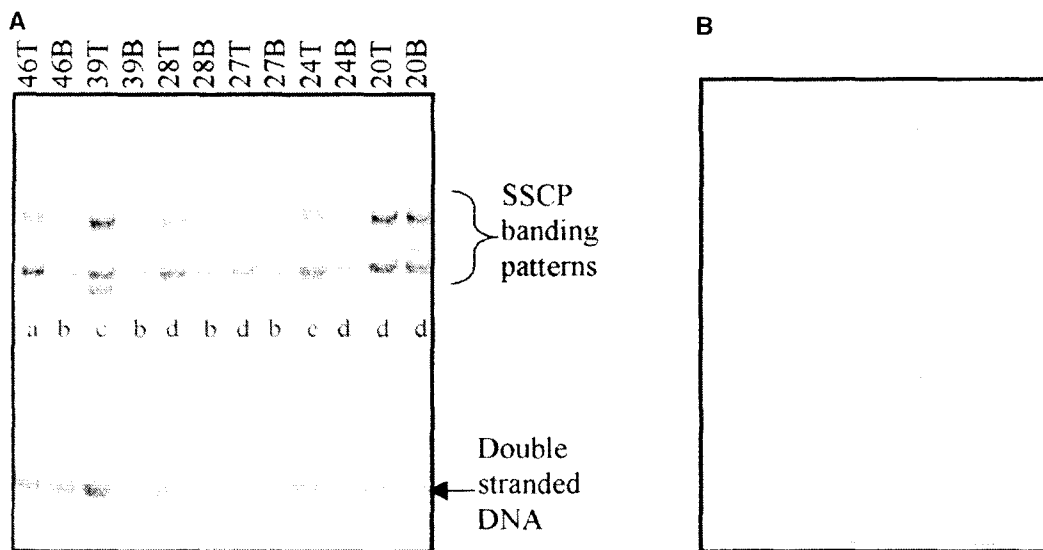 A
B
46T 46B 39T 39B 28T 28B 27T 27B 24T 24B 20T 20B
SSCP
banding
patterns
a b c b d b d b e d d d
Double
stranded
DNA